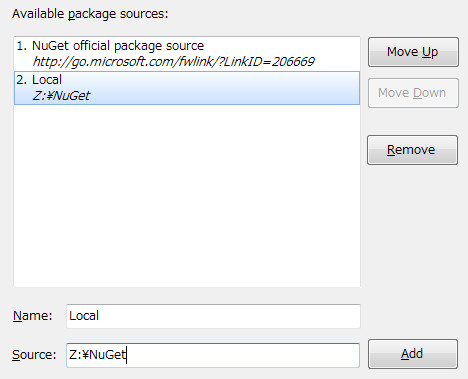 Available package sources:
1. NuGet official package source
http://go.microsoft.com/fwlink/?LinkID=206669
2. Local
Z:¥NuGet
Move Up
Move Down
Remove
Name: Local
Source: Z:¥NuGet
Add